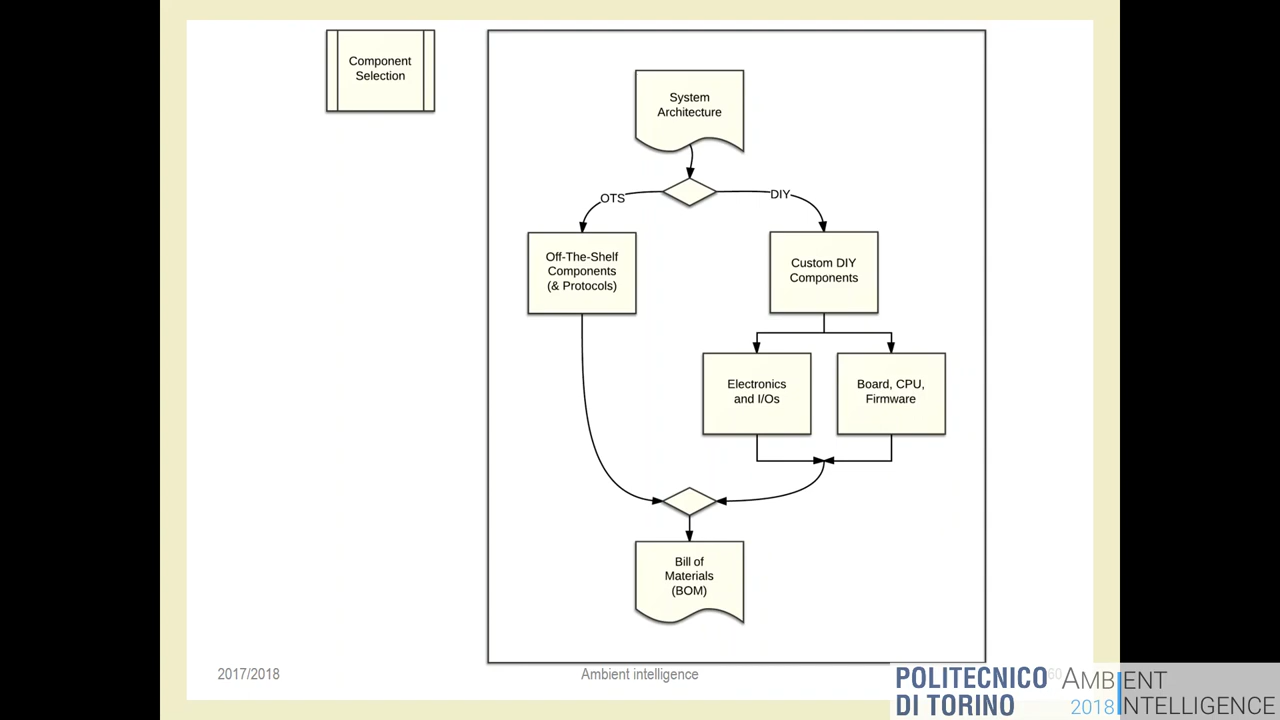 Component
Selection
System
Architecture
OTS
DIY
Off-The-Shelf
Components
(& Protocols)
Custom DIY
Components
Electronics
and I/Os
Board, CPU,
Firmware
Bill of
Materials
(BOM)
2017/2018
Ambient intelligence
60
POLITECNICO
DI TORINO
AMBIENT
2018 INTELLIGENCE